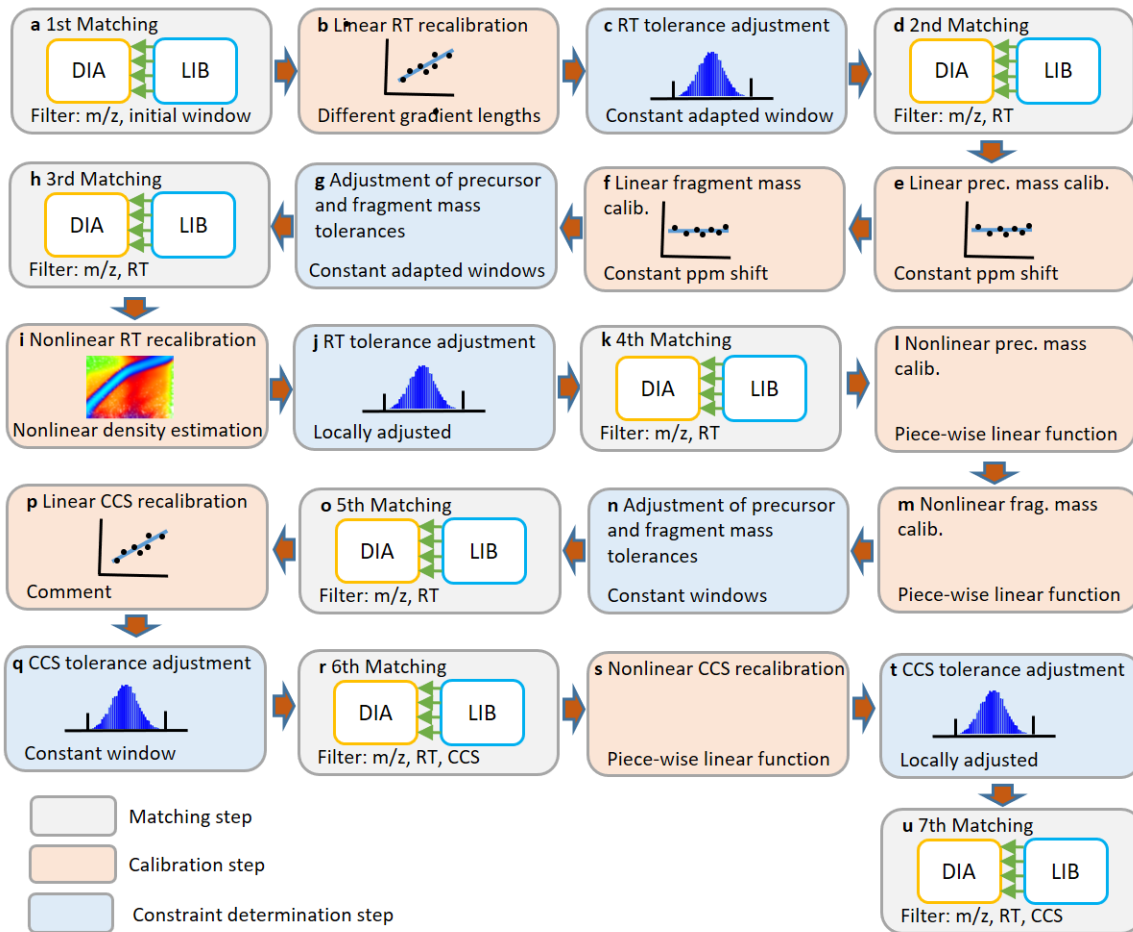 a 1st Matching
DIA
LIB
Filter: m/z, initial window
b Linear RT recalibration
Different gradient lengths
c RT tolerance adjustment
Constant adapted window
d 2nd Matching
DIA
LIB
Filter: m/z, RT
h 3rd Matching
DIA
LIB
Filter: m/z, RT
g Adjustment of precursor
and fragment mass
tolerances
Constant adapted windows
f Linear fragment mass
calib.
Constant ppm shift
e Linear prec. mass calib.
Constant ppm shift
i Nonlinear RT recalibration
Nonlinear density estimation
j RT tolerance adjustment
Locally adjusted
k 4th Matching
DIA
LIB
Filter: m/z, RT
l Nonlinear prec. mass
calib.
Piece-wise linear function
p Linear CCS recalibration
Comment
o 5th Matching
DIA
LIB
Filter: m/z, RT
n Adjustment of precursor
and fragment mass
tolerances
Constant windows
m Nonlinear frag. mass
calib.
Piece-wise linear function
q CCS tolerance adjustment
Constant window
r 6th Matching
DIA
LIB
Filter: m/z, RT, CCS
s Nonlinear CCS recalibration
Piece-wise linear function
t CCS tolerance adjustment
Locally adjusted
u 7th Matching
DIA
LIB
Filter: m/z, RT, CCS
Matching step
Calibration step
Constraint determination step